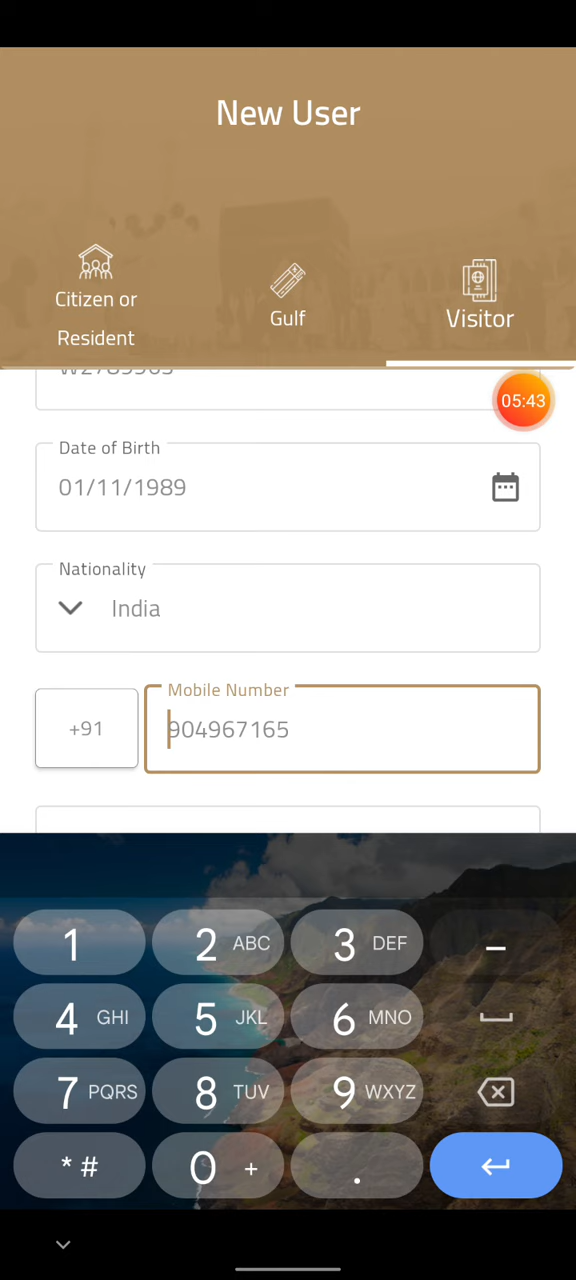 New User
Citizen or
Resident
Gulf
Visitor
05:43
Date of Birth
01/11/1989
Nationality
India
Mobile Number
+91
904967165
1
2 ABC
3 DEF
–
4 GHI
5 JKL
6 MNO
7 PQRS
8 TUV
9 WXYZ
* #
0 +
.